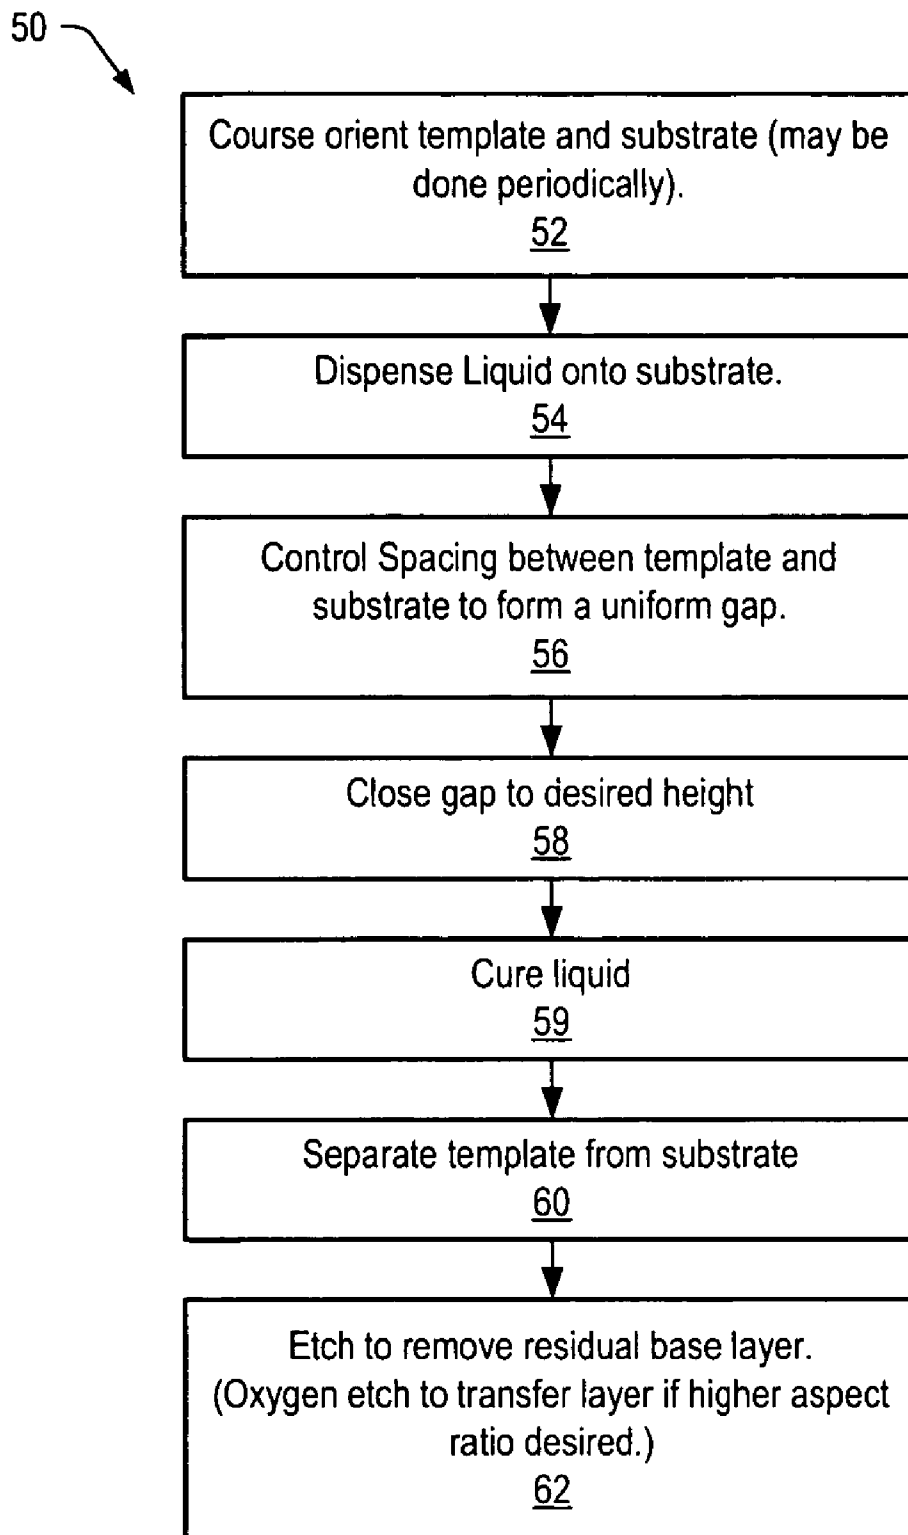 50
Course orient template and substrate (may be
done periodically).
52
Dispense Liquid onto substrate.
54
Control Spacing between template and
substrate to form a uniform gap.
56
Close gap to desired height
58
Cure liquid
59
Separate template from substrate
60
Etch to remove residual base layer.
(Oxygen etch to transfer layer if higher aspect
ratio desired.)
62